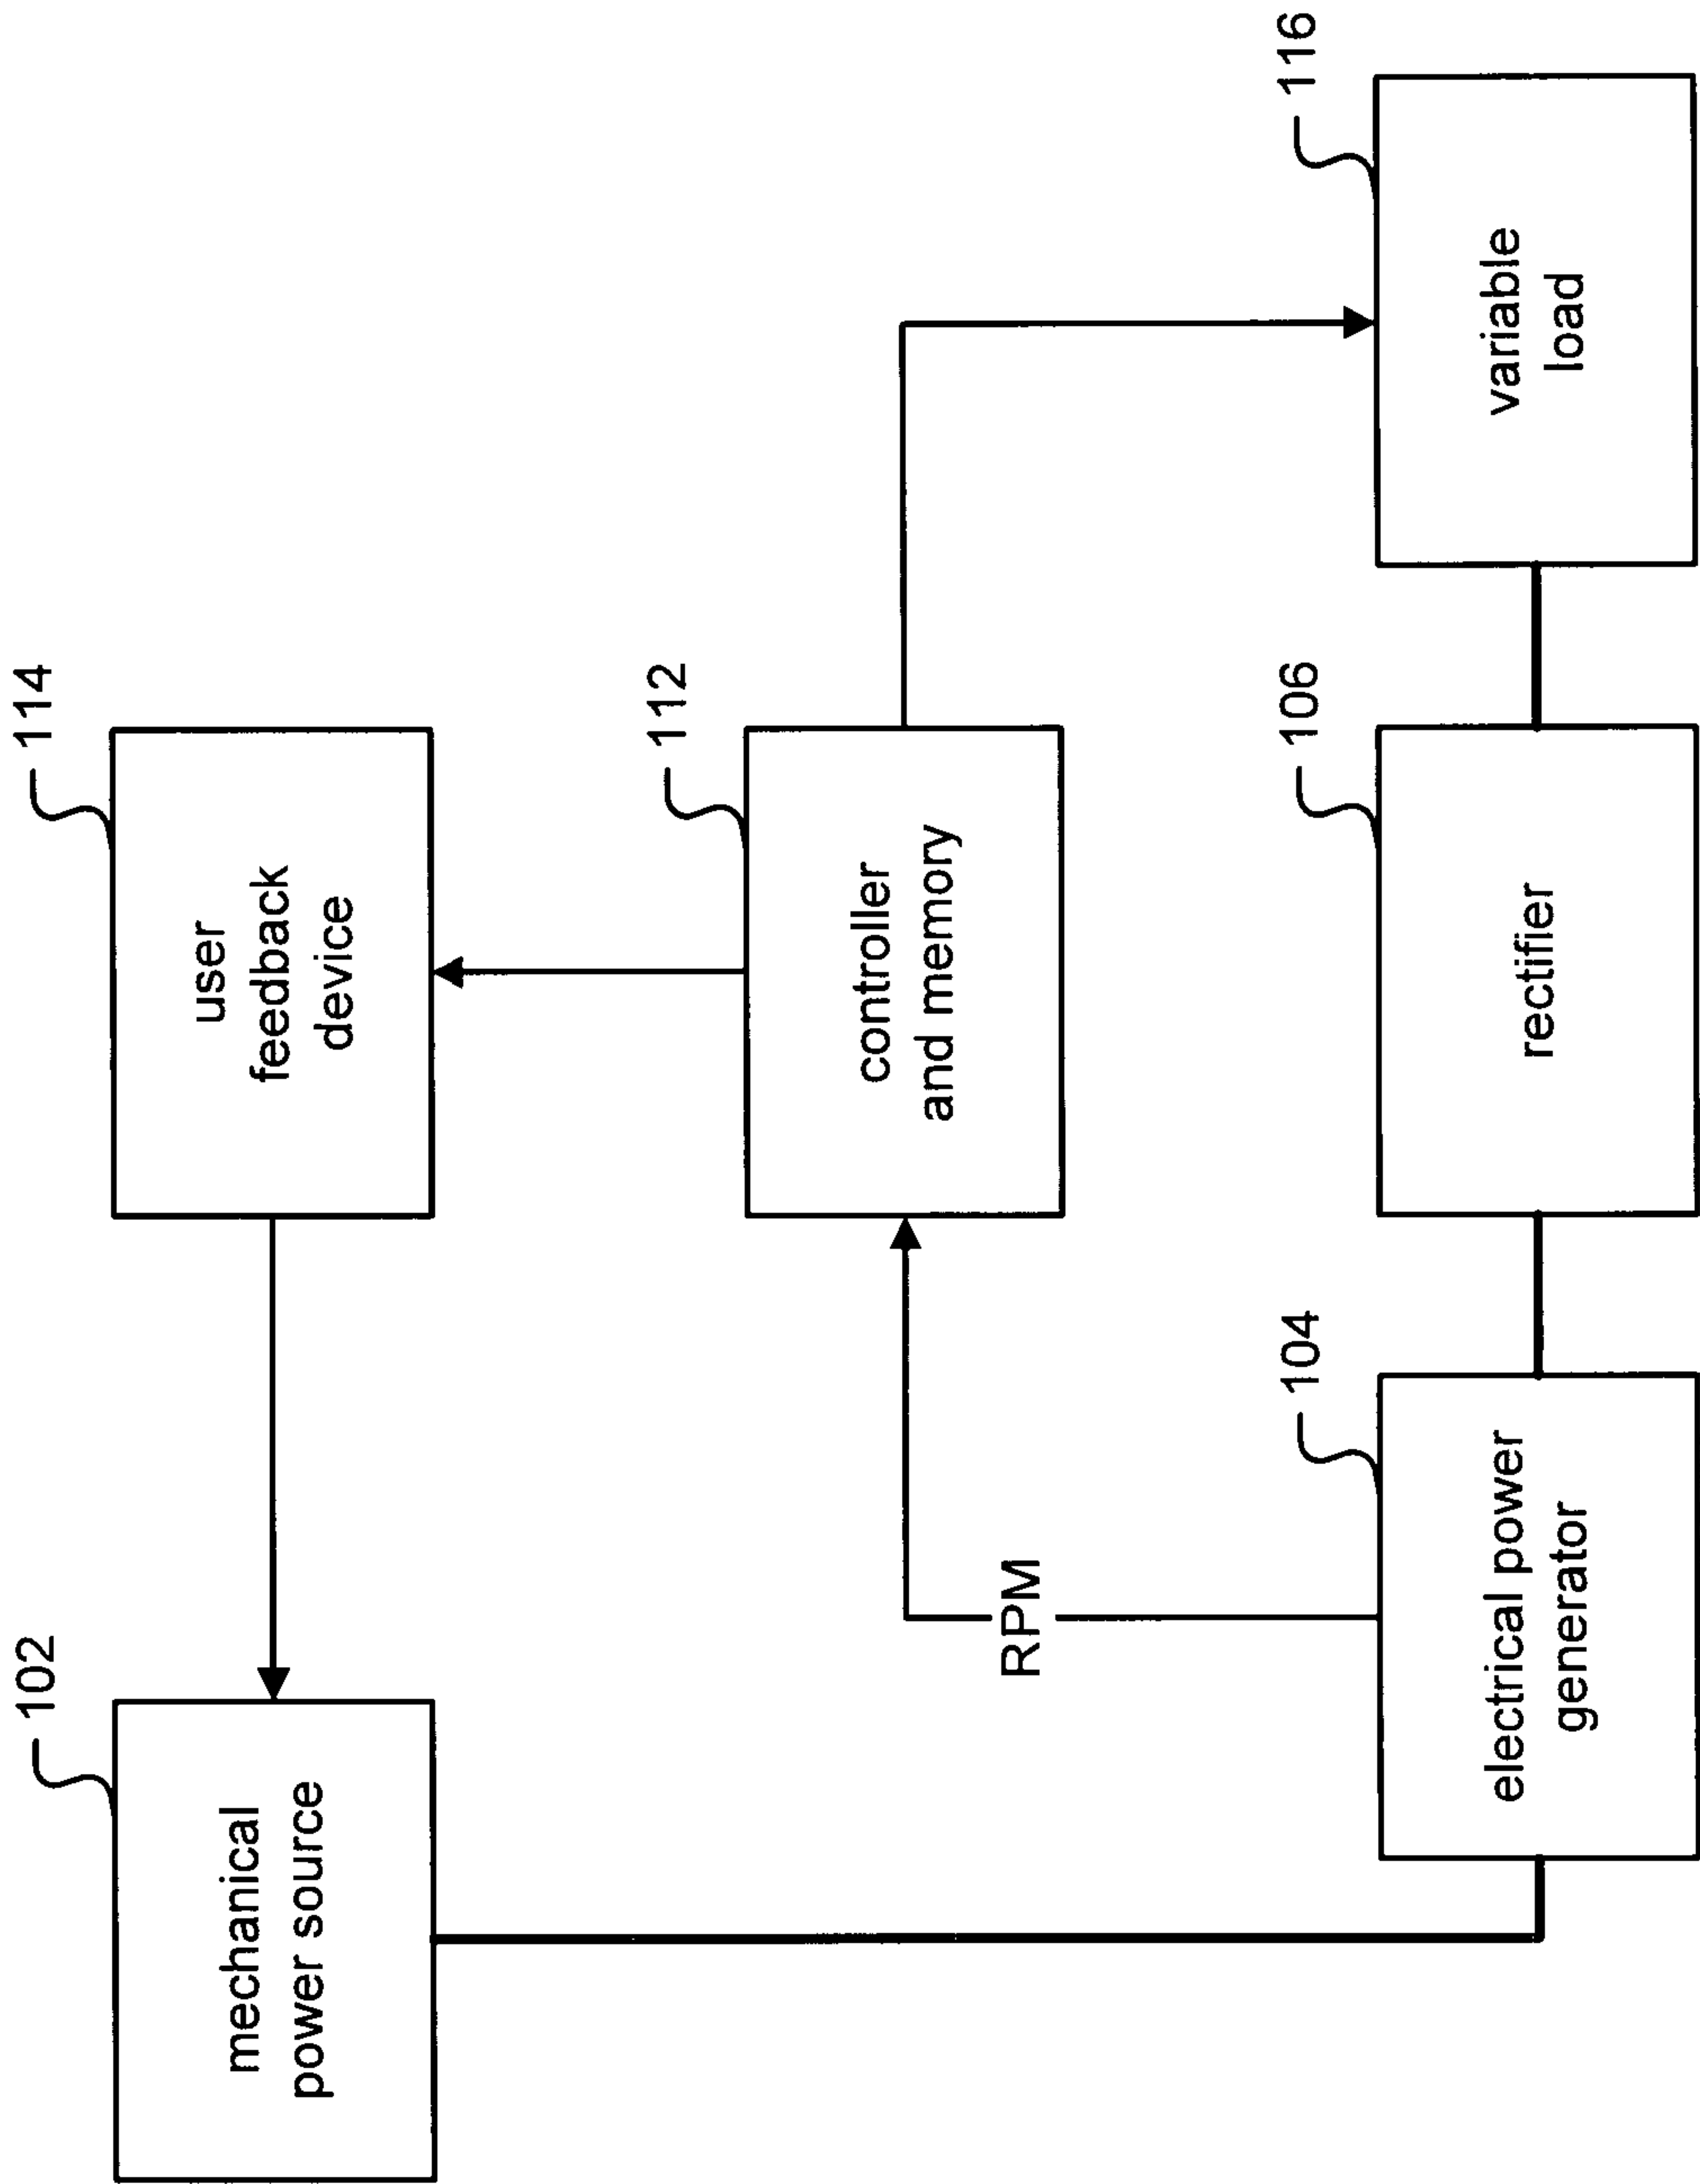 102
mechanical
power source
114
user
feedback
device
112
controller
and memory
RPM
104
electrical power
generator
106
rectifier
116
variable
load